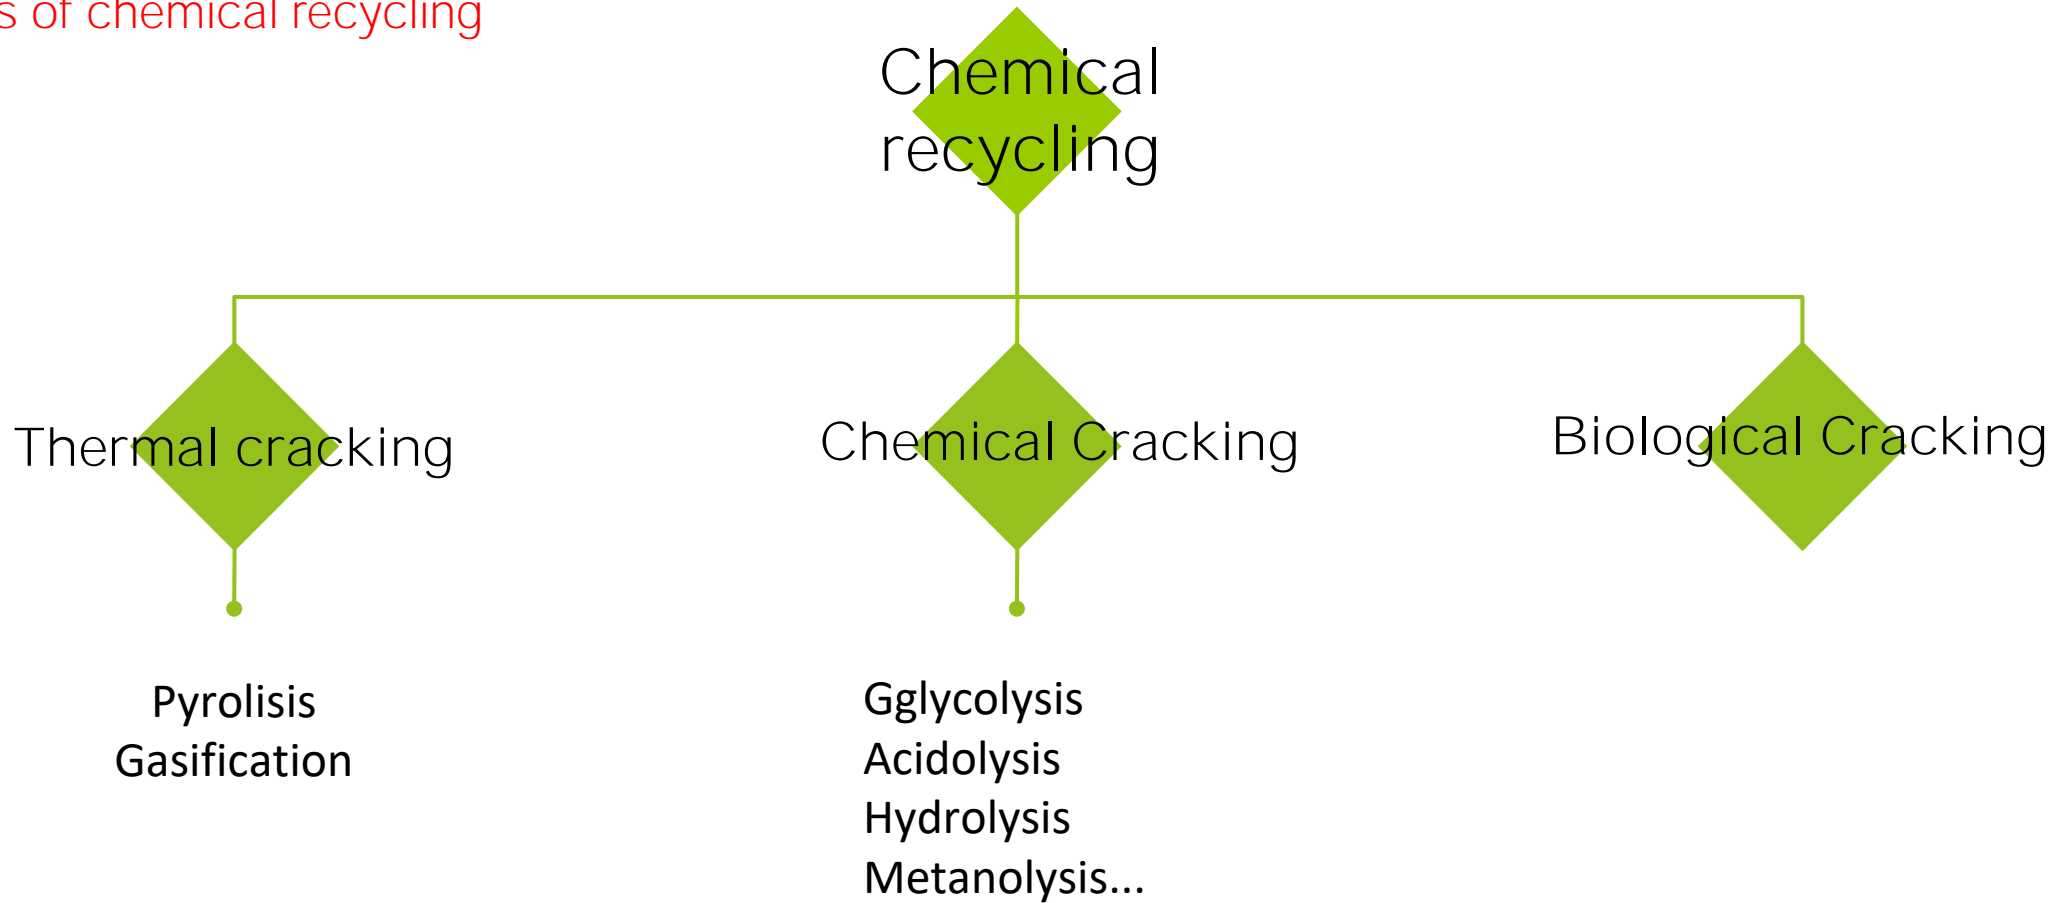 s of chemical recycling
Chemical
recycling
Thermal cracking
Chemical Cracking
Biological Cracking
Pyrolisis
Gasification
Gglycolysis
Acidolysis
Hydrolysis
Metanolysis...